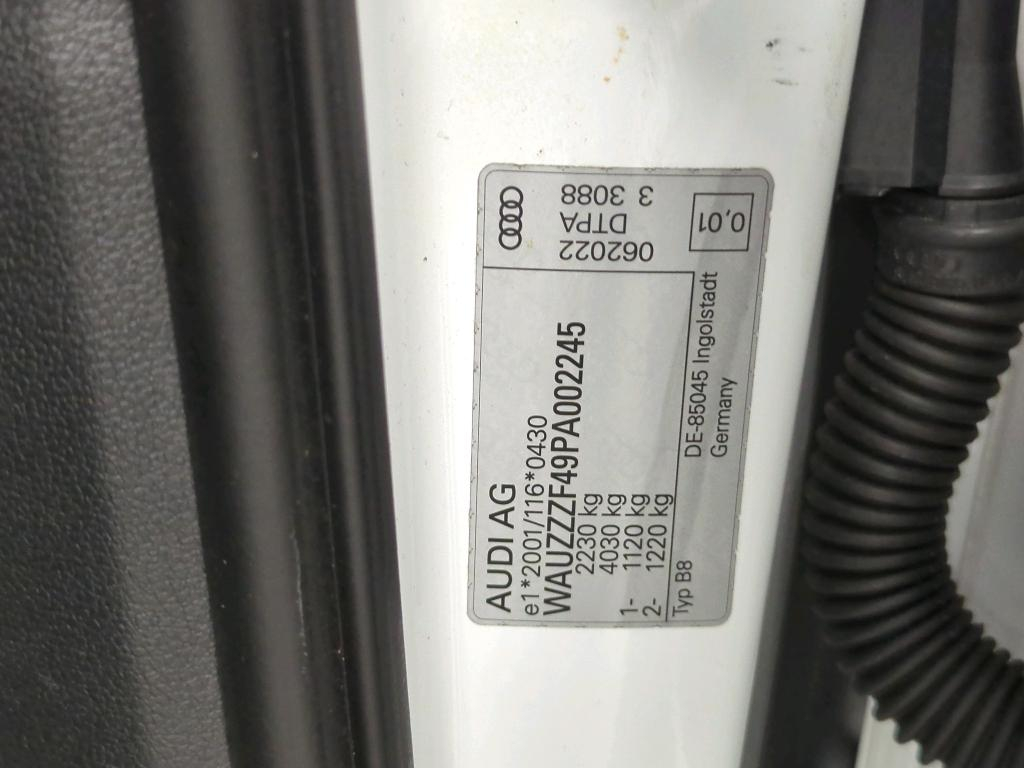 AUDI AG
e1*2001/116*0430
WAUZZZF49PA002245
2230 kg
4030 kg
1- 1120 kg
2- 1220 kg
Typ B8
DE-85045 Ingolstadt
Germany
062022
DTPA
3088
3
0,01